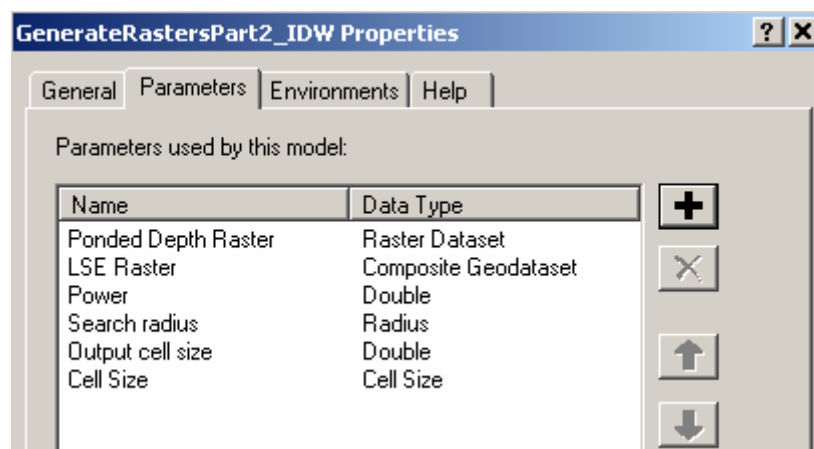 GenerateRastersPart2_IDW Properties
General Parameters Environments Help
Parameters used by this model:
Name Data Type
Ponded Depth Raster Raster Dataset
LSE Raster Composite Geodataset
Power Double
Search radius Radius
Output cell size Double
Cell Size Cell Size